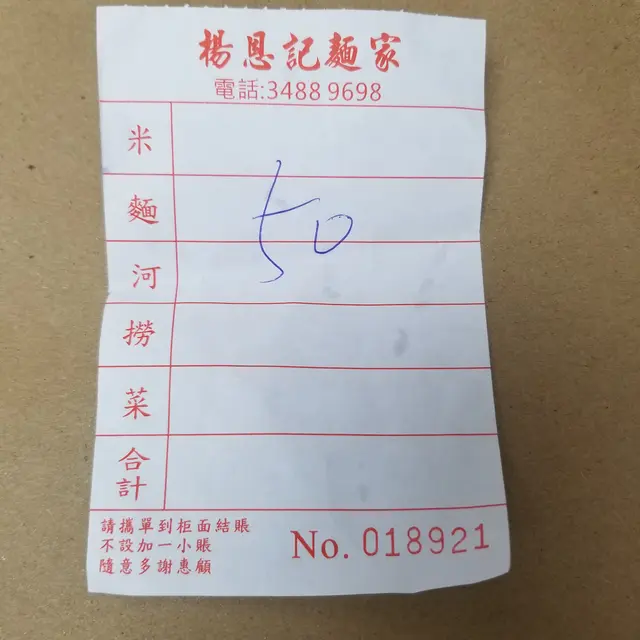 楊恩記麵家
電話:3488 9698
米
麵
50
河
撈
菜
合計
請攜單到柜面結賬
不設加一小賬
隨意多謝惠顧
No. 018921